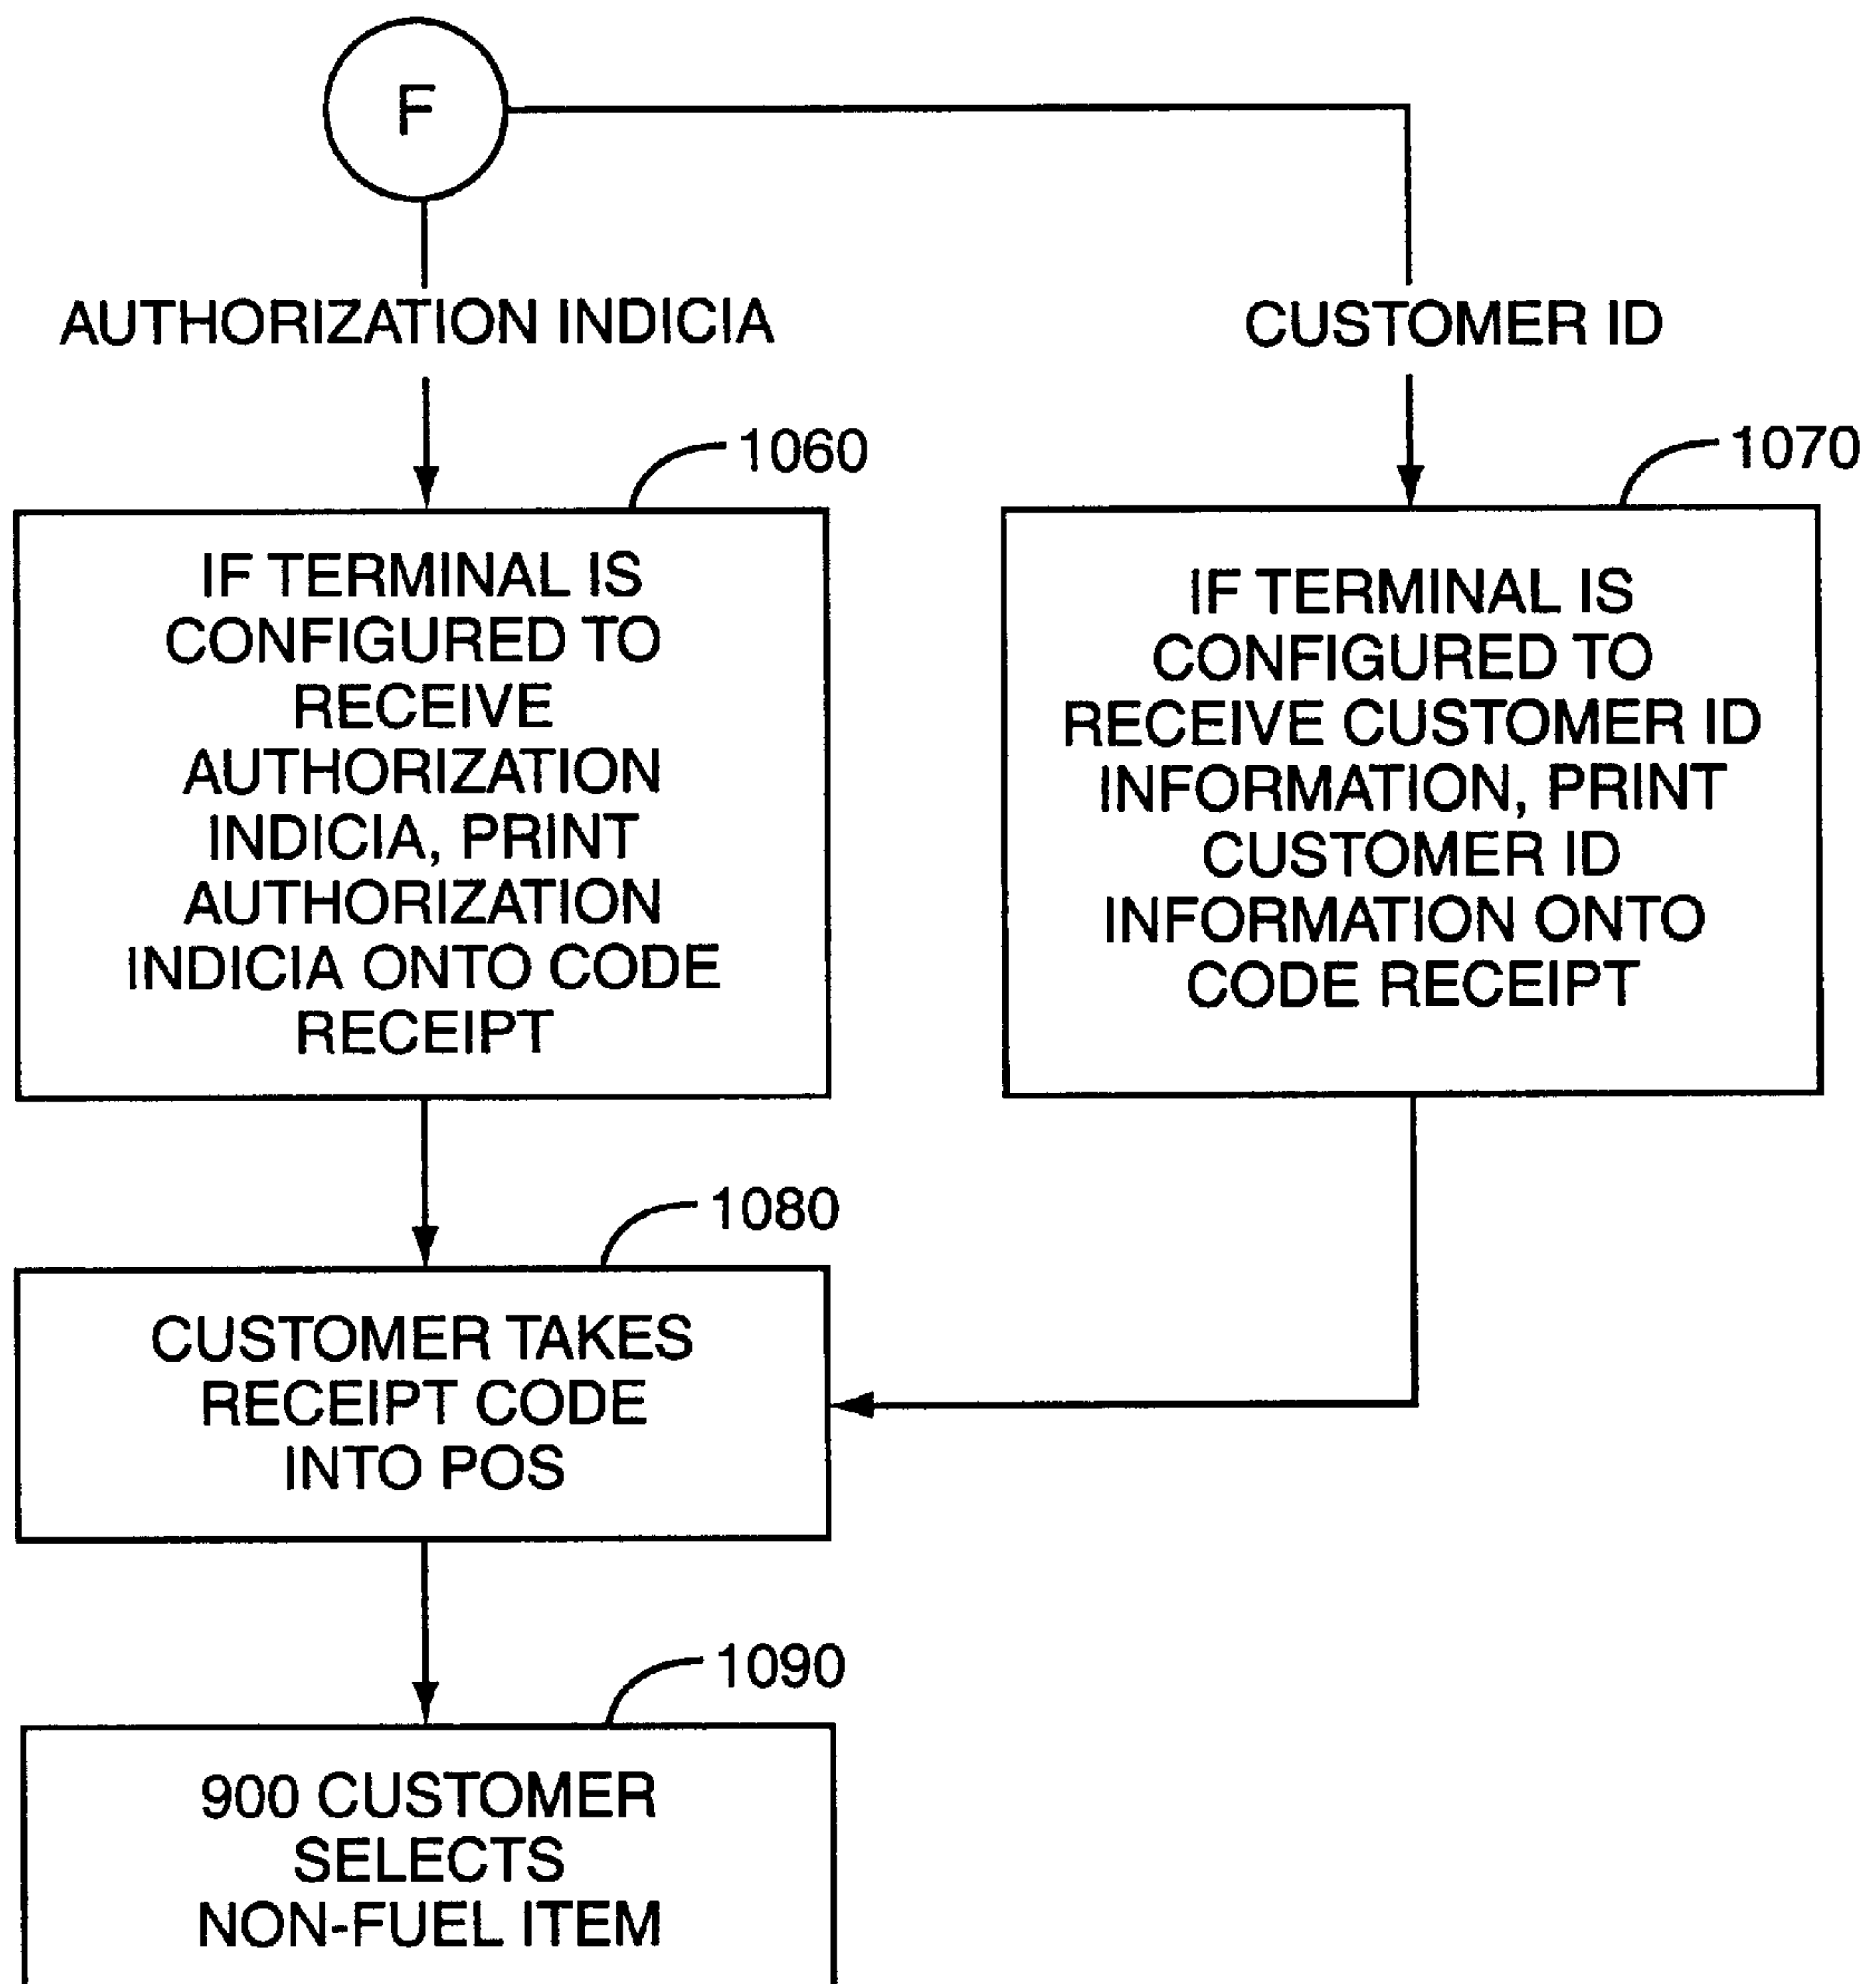 F
AUTHORIZATION INDICIA
CUSTOMER ID
1060
1070
IF TERMINAL IS
CONFIGURED TO
RECEIVE
AUTHORIZATION
INDICIA, PRINT
AUTHORIZATION
INDICIA ONTO CODE
RECEIPT
IF TERMINAL IS
CONFIGURED TO
RECEIVE CUSTOMER ID
INFORMATION, PRINT
CUSTOMER ID
INFORMATION ONTO
CODE RECEIPT
1080
CUSTOMER TAKES
RECEIPT CODE
INTO POS
1090
900 CUSTOMER
SELECTS
NON-FUEL ITEM